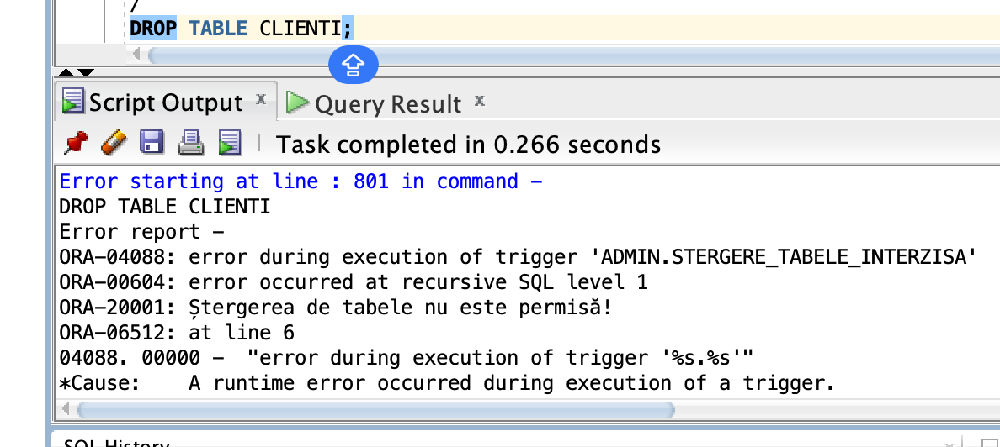 /
DROP TABLE CLIENTI;
Script Output x
Query Result x
Task completed in 0.266 seconds
Error starting at line : 801 in command -
DROP TABLE CLIENTI
Error report -
ORA-04088: error during execution of trigger 'ADMIN.STERGERE_TABELE_INTERZISA'
ORA-00604: error occurred at recursive SQL level 1
ORA-20001: Ștergerea de tabele nu este permisă!
ORA-06512: at line 6
04088. 00000 -  "error during execution of trigger '%s.%s'"
*Cause:    A runtime error occurred during execution of a trigger.
SQL History